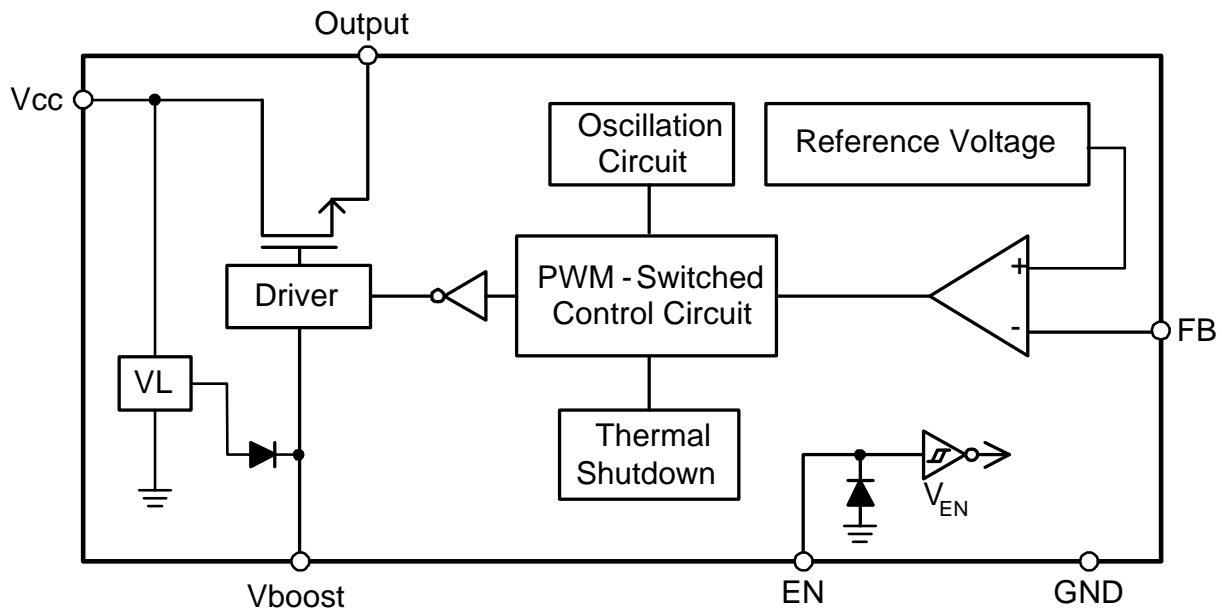 Output
Vcc
Oscillation
Circuit
Reference Voltage
+
PWM - Switched
Control Circuit
Driver
-
FB
VL
Thermal
Shutdown
VEN
Vboost
EN
GND